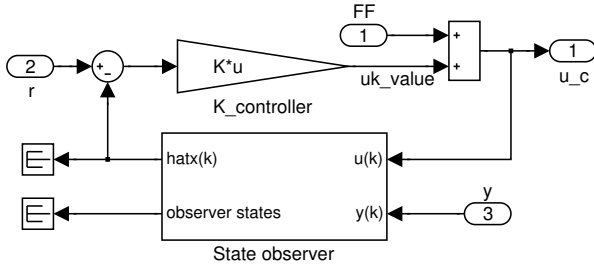 FF
1
+
+
2
r
+
−
K*u
K_controller
uk_value
1
u_c
hatx(k)
u(k)
observer states
y(k)
y
3
State observer